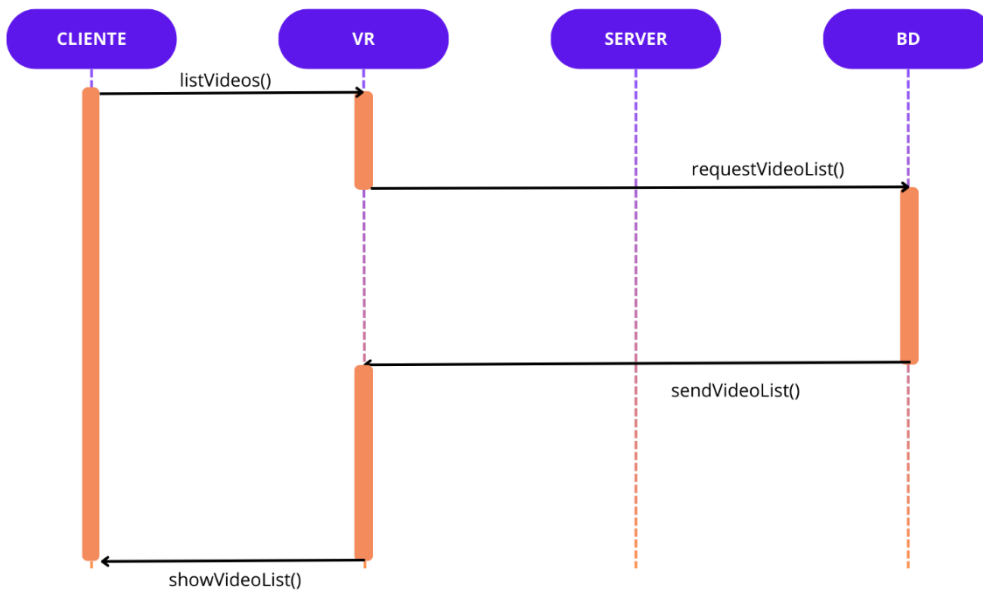 CLIENTE
VR
SERVER
BD
listVideos()
requestVideoList()
sendVideoList()
showVideoList()